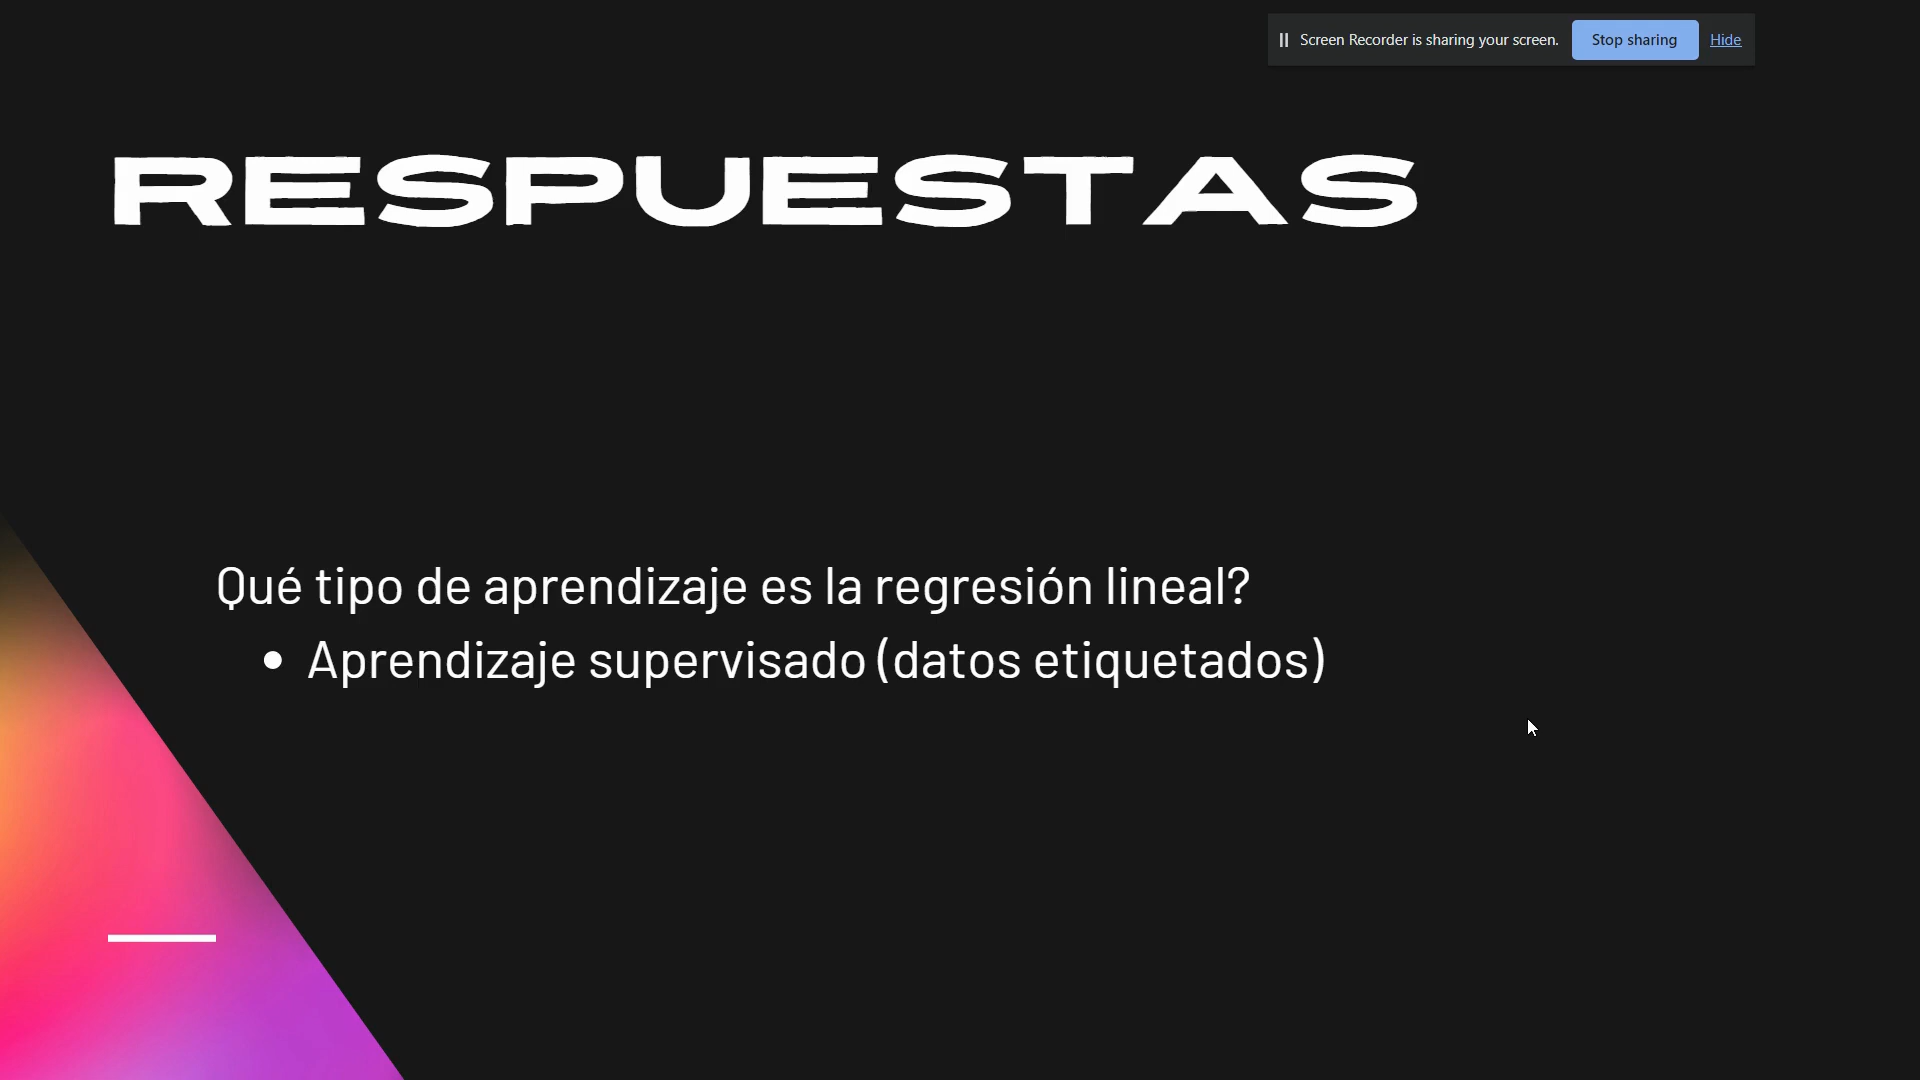 Screen Recorder is sharing your screen. Stop sharing Hide
RESPUESTAS
Qué tipo de aprendizaje es la regresión lineal?
• Aprendizaje supervisado (datos etiquetados)